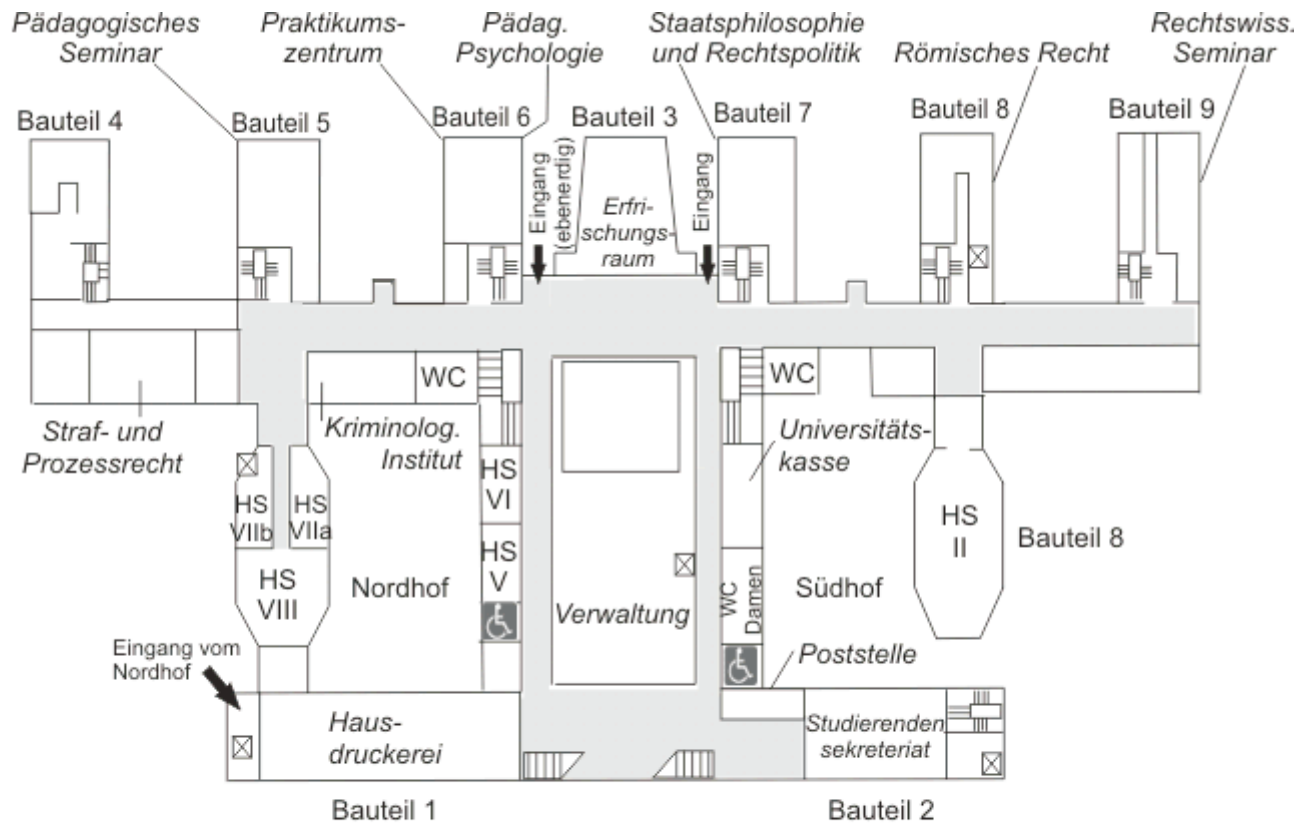 Pädagogisches
Seminar
Praktikums-
zentrum
Pädag.
Psychologie
Staatsphilosophie
und Rechtspolitik
Römisches Recht
Rechtswiss.
Seminar
Bauteil 4
Bauteil 5
Bauteil 6
Bauteil 3
Bauteil 7
Bauteil 8
Bauteil 9
Eingang
(ebenerdig)
Eingang
Erfri-
schungs-
raum
WC
WC
Straf- und
Prozessrecht
Kriminolog.
Institut
Universitäts-
kasse
HS
VI
HS
VIIb
HS
VIIa
HS
II
Bauteil 8
HS
V
HS
VIII
Nordhof
Verwaltung
WC
Damen
Südhof
Eingang vom
Nordhof
Poststelle
Haus-
druckerei
Studierenden
sekreteriat
Bauteil 1
Bauteil 2